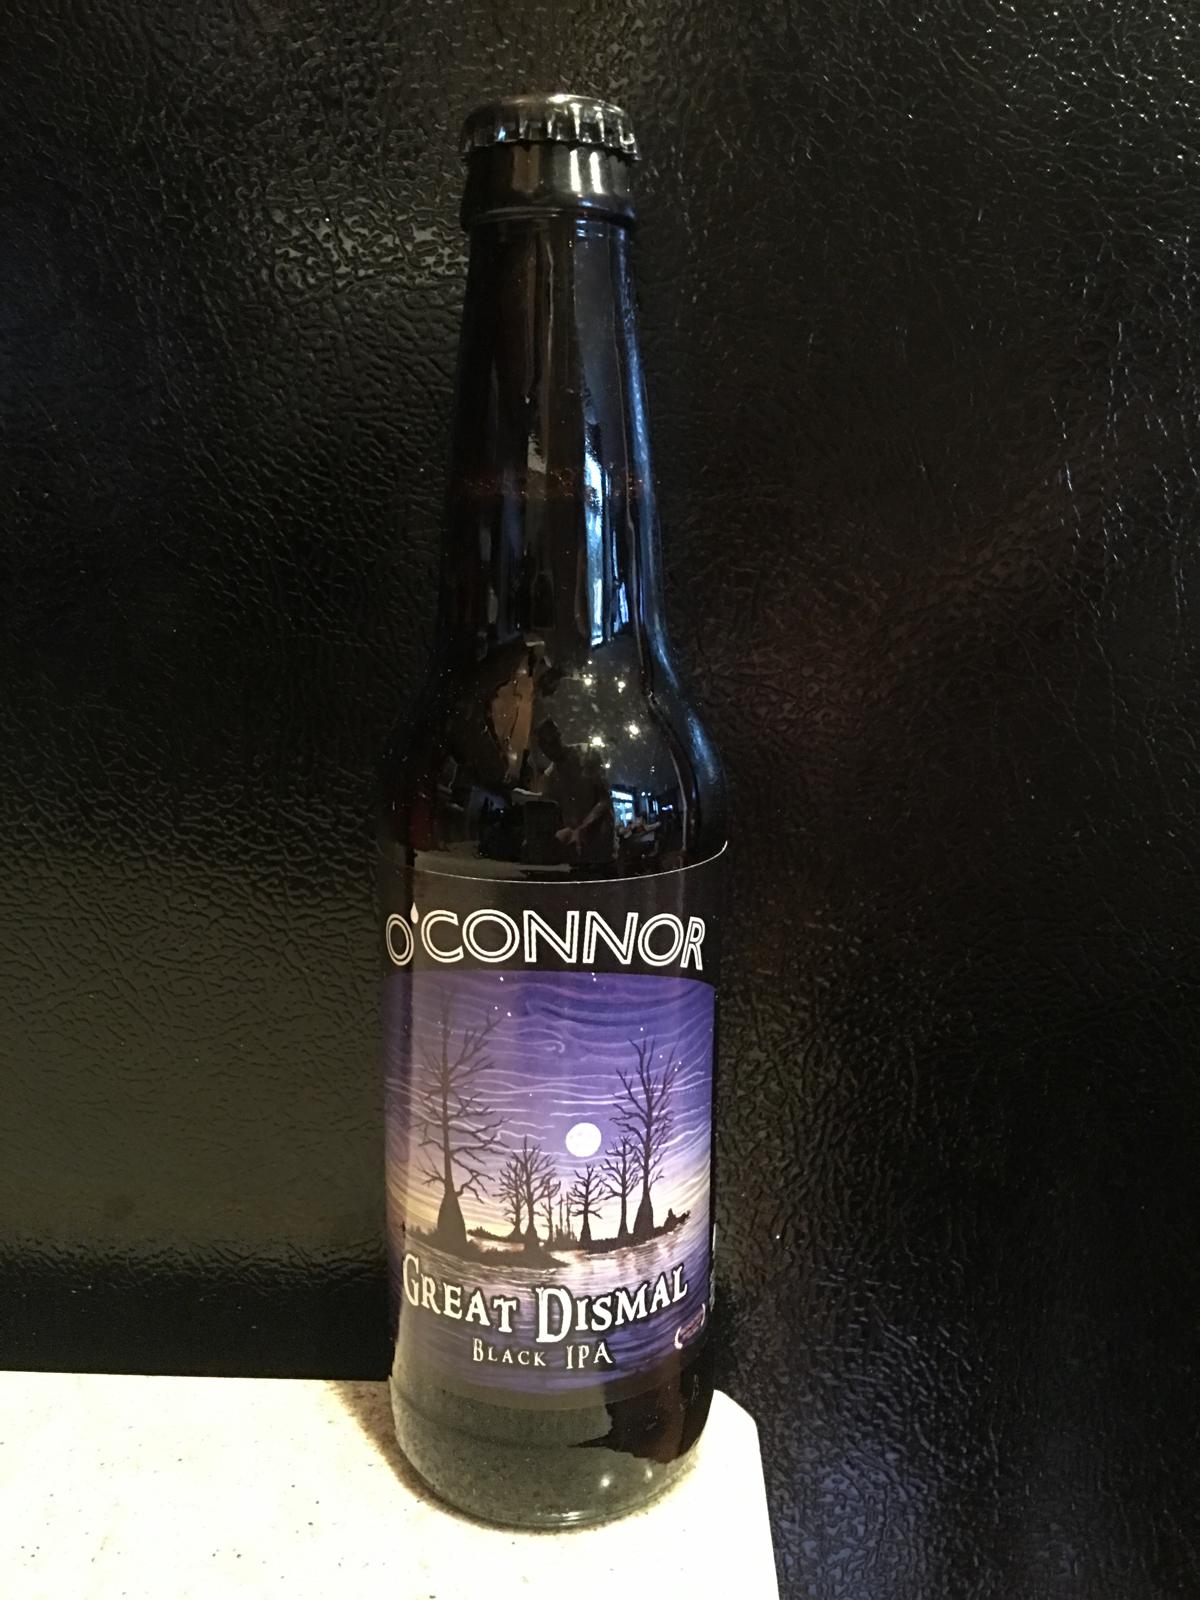 O'CONNOR
GREAT DISMAL
BLACK IPA